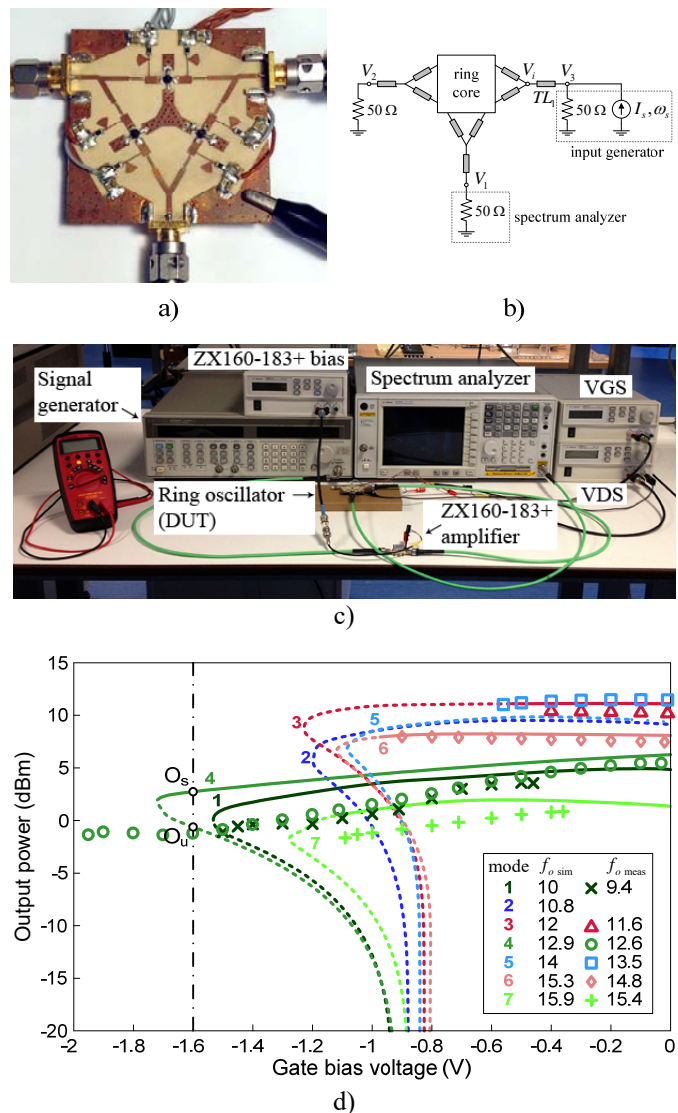 a)
b)
V₂
50 Ω
ring
core
Vᵢ
TL₁
V₃
50 Ω
Iₛ, ωₛ
input generator
V₁
50 Ω
spectrum analyzer
ZX160-183+ bias
Signal
generator
Spectrum analyzer
VGS
VDS
Ring oscillator
(DUT)
ZX160-183+
amplifier
c)
Output power (dBm)
15
10
5
0
-5
-10
-15
-20
Oₛ
Oᵤ
4
1
3
2
5
6
7
mode fₒ sim fₒ meas
1 10 9.4
2 10.8
3 12 11.6
4 12.9 12.6
5 14 13.5
6 15.3 14.8
7 15.9 15.4
-2 -1.8 -1.6 -1.4 -1.2 -1 -0.8 -0.6 -0.4 -0.2 0
Gate bias voltage (V)
d)